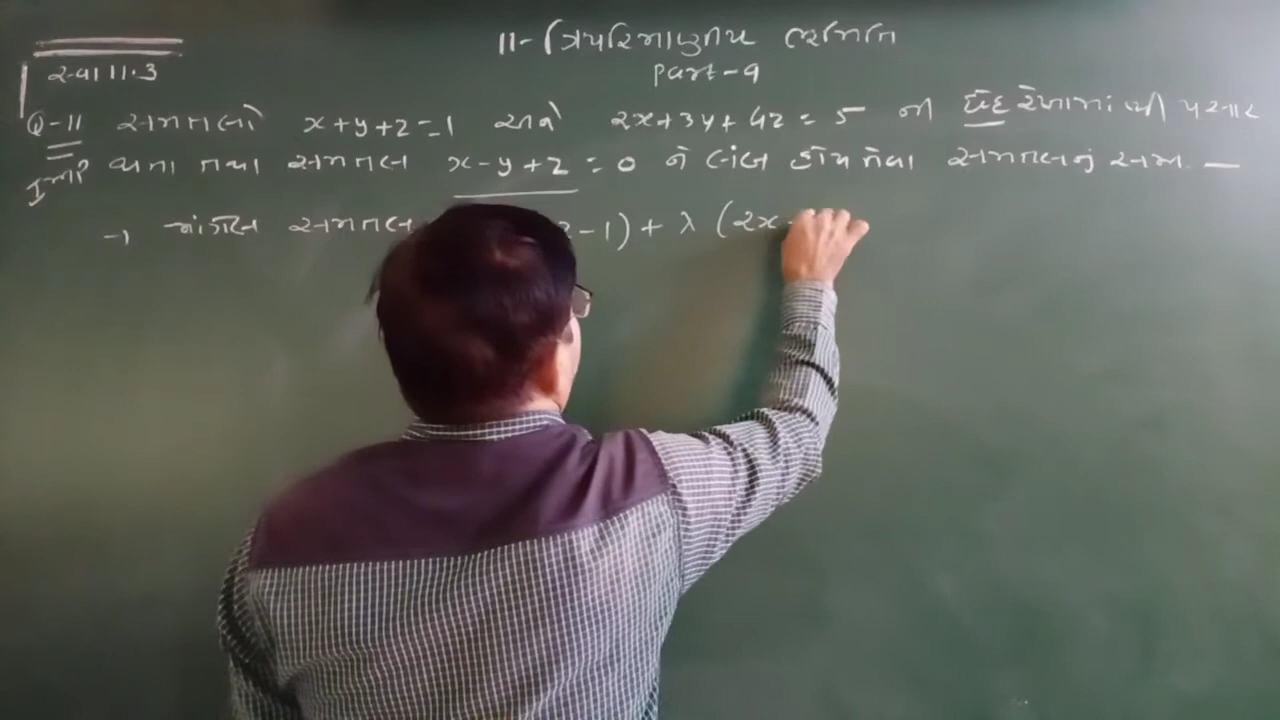 11- ત્રિપરિમાણીય ભૂમિતિ
Part-9
સ્વા 11.3
Q-11 સમતલો x+y+z=1 અને 2x+3y+4z=5 ની છેદરેખામાંથી પસાર
Imp થતા તથા સમતલ x-y+z=0 ને લંબ હોય તેવા સમતલનું સમી. —
→ માંગેલ સમતલ z-1)+λ(2x